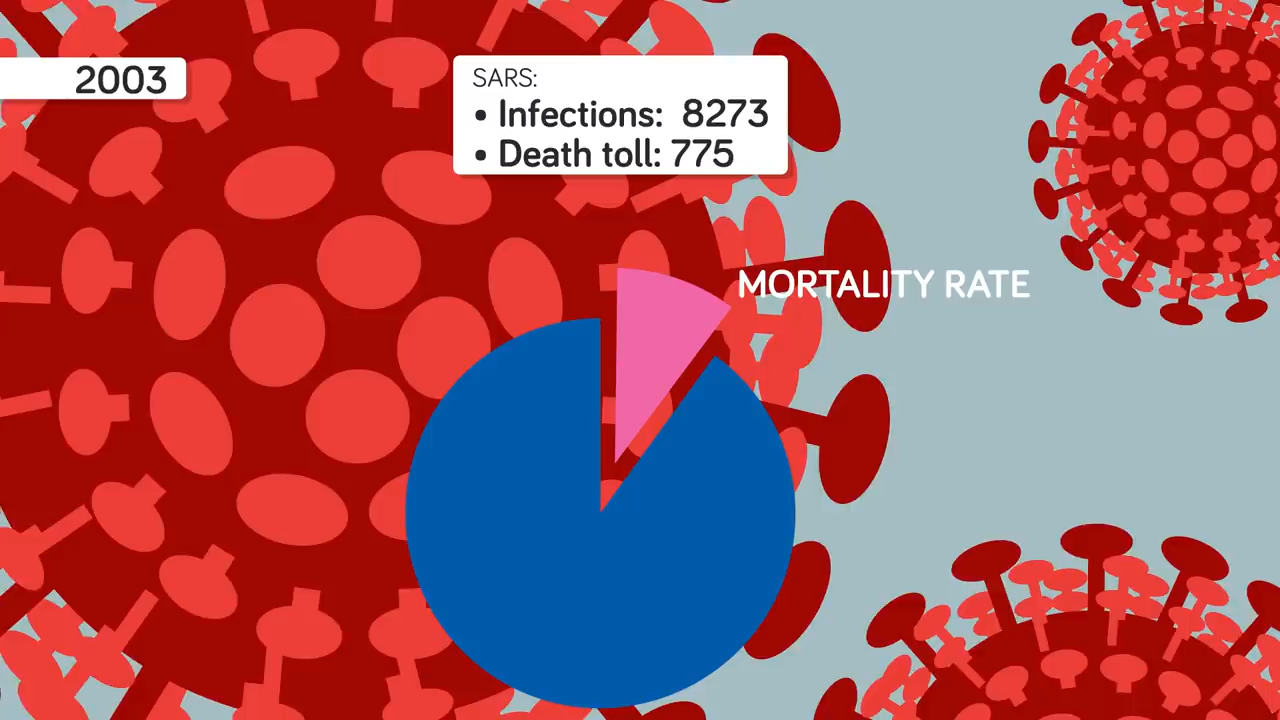 2003
SARS:
• Infections: 8273
• Death toll: 775
MORTALITY RATE